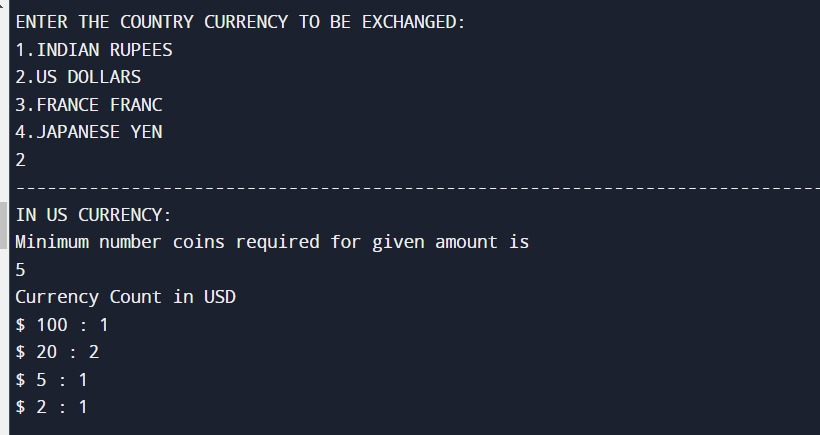 ENTER THE COUNTRY CURRENCY TO BE EXCHANGED:
1.INDIAN RUPEES
2.US DOLLARS
3.FRANCE FRANC
4.JAPANESE YEN
2
-----------------------------------------------------------------------------
IN US CURRENCY:
Minimum number coins required for given amount is
5
Currency Count in USD
$ 100 : 1
$ 20 : 2
$ 5 : 1
$ 2 : 1